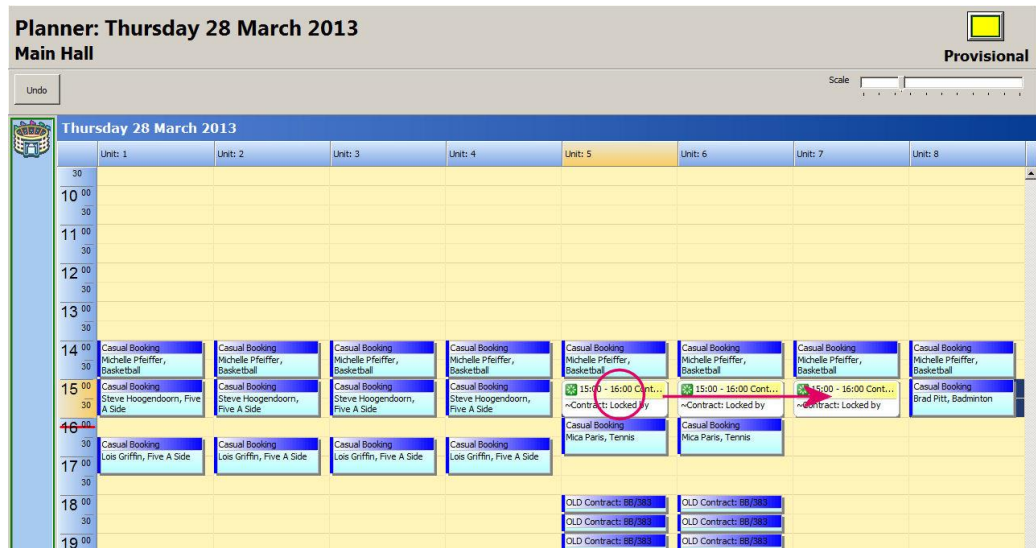 Planner: Thursday 28 March 2013
Main Hall
Provisional
Undo
Scale
Thursday 28 March 2013
Unit: 1 Unit: 2 Unit: 3 Unit: 4 Unit: 5 Unit: 6 Unit: 7 Unit: 8
30
10 00
30
11 00
30
12 00
30
13 00
30
14 00 Casual Booking Casual Booking Casual Booking Casual Booking Casual Booking Casual Booking Casual Booking Casual Booking
Michelle Pfeiffer, Michelle Pfeiffer, Michelle Pfeiffer, Michelle Pfeiffer, Michelle Pfeiffer, Michelle Pfeiffer, Michelle Pfeiffer, Michelle Pfeiffer,
30 Basketball Basketball Basketball Basketball Basketball Basketball Basketball Basketball
15 00 Casual Booking Casual Booking Casual Booking Casual Booking 15:00 - 16:00 Cont... 15:00 - 16:00 Cont... 15:00 - 16:00 Cont... Casual Booking
Steve Hoogendoorn, Five Steve Hoogendoorn, Steve Hoogendoorn, Steve Hoogendoorn, ~Contract: Locked by ~Contract: Locked by ~Contract: Locked by Brad Pitt, Badminton
30 A Side Five A Side Five A Side Five A Side
16 00 Casual Booking Casual Booking
Mica Paris, Tennis Mica Paris, Tennis
30 Casual Booking Casual Booking Casual Booking Casual Booking
Lois Griffin, Five A Side Lois Griffin, Five A Side Lois Griffin, Five A Side Lois Griffin, Five A Side
17 00
30
18 00 OLD Contract: BB/383 OLD Contract: BB/383
30 OLD Contract: BB/383 OLD Contract: BB/383
19 00 OLD Contract: BB/383 OLD Contract: BB/383